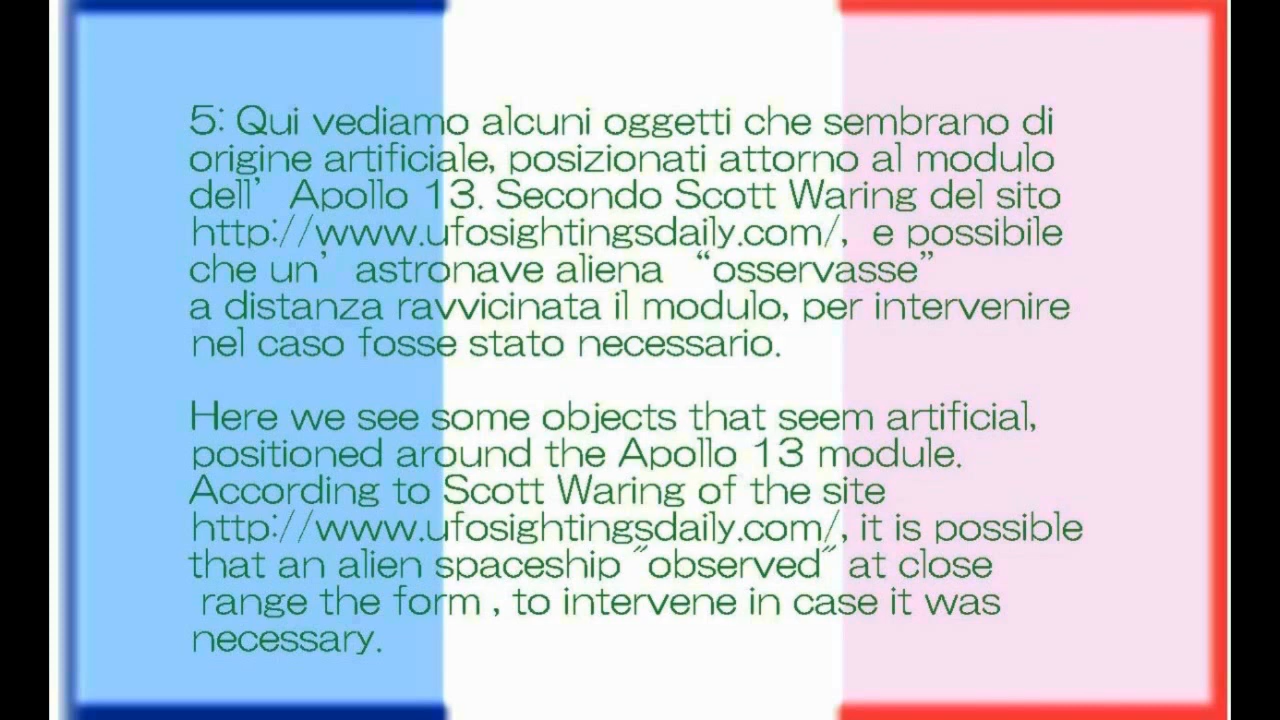 5: Qui vediamo alcuni oggetti che sembrano di
origine artificiale, posizionati attorno al modulo
dell’ Apollo 13. Secondo Scott Waring del sito
http://www.ufosightingsdaily.com/, e possibile
che un’ astronave aliena “osservasse”
a distanza ravvicinata il modulo, per intervenire
nel caso fosse stato necessario.
Here we see some objects that seem artificial,
positioned around the Apollo 13 module.
According to Scott Waring of the site
http://www.ufosightingsdaily.com/, it is possible
that an alien spaceship "observed" at close
range the form , to intervene in case it was
necessary.